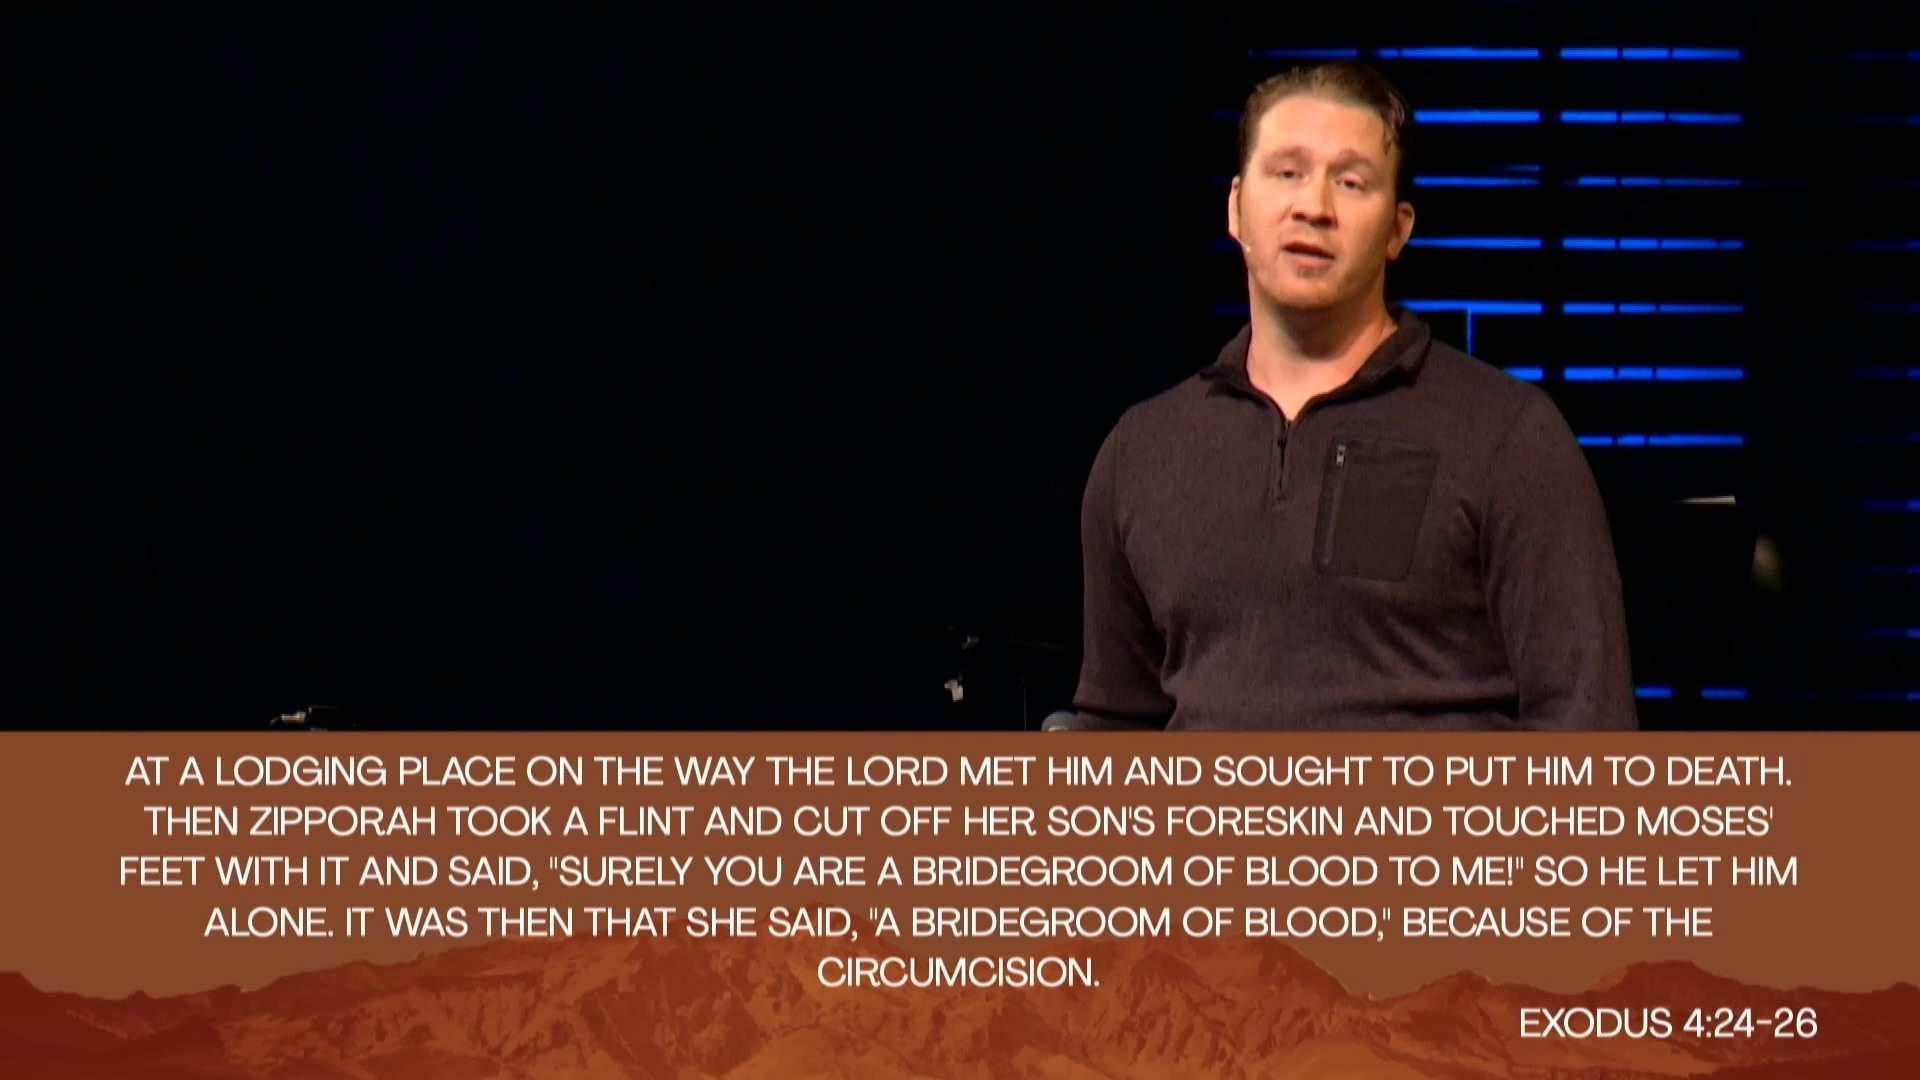 AT A LODGING PLACE ON THE WAY THE LORD MET HIM AND SOUGHT TO PUT HIM TO DEATH.
THEN ZIPPORAH TOOK A FLINT AND CUT OFF HER SON'S FORESKIN AND TOUCHED MOSES'
FEET WITH IT AND SAID, "SURELY YOU ARE A BRIDEGROOM OF BLOOD TO ME!" SO HE LET HIM
ALONE. IT WAS THEN THAT SHE SAID, "A BRIDEGROOM OF BLOOD," BECAUSE OF THE
CIRCUMCISION.
EXODUS 4:24-26